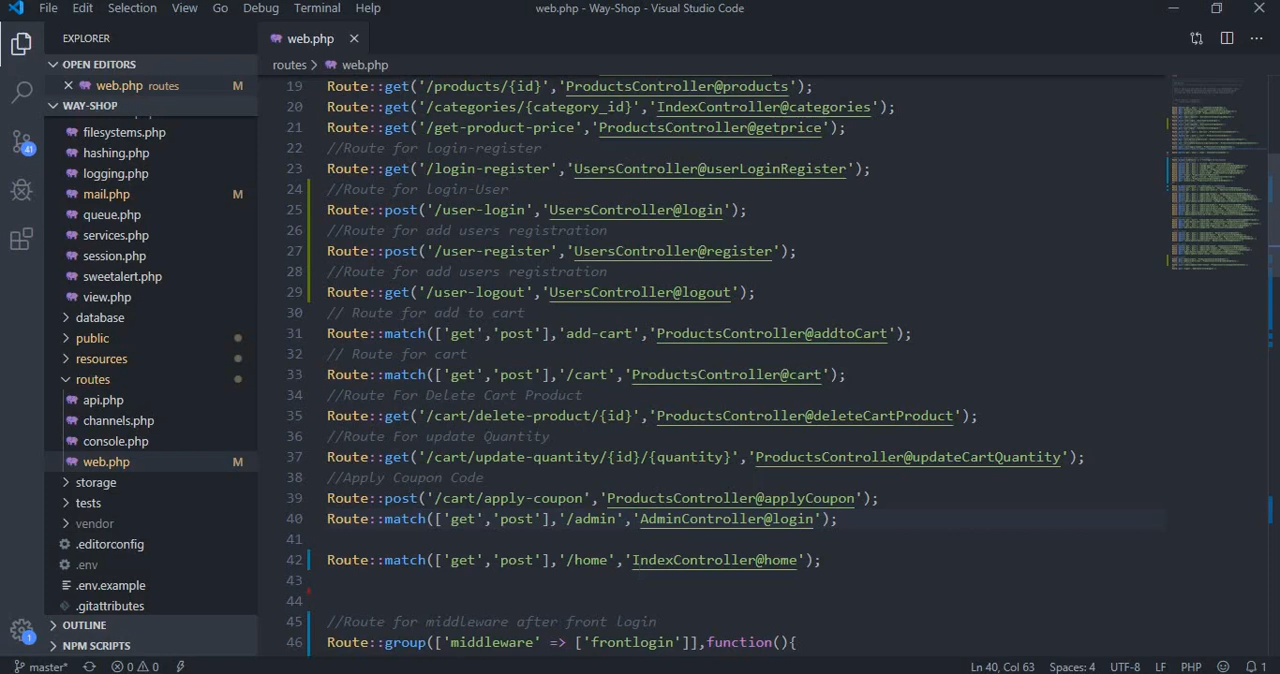 File Edit Selection View Go Debug Terminal Help
web.php - Way-Shop - Visual Studio Code
EXPLORER
web.php
OPEN EDITORS
web.php routes M
WAY-SHOP
filesystems.php
hashing.php
logging.php
mail.php M
queue.php
services.php
session.php
sweetalert.php
view.php
database
public
resources
routes
api.php
channels.php
console.php
web.php M
storage
tests
vendor
.editorconfig
.env
.env.example
.gitattributes
OUTLINE
NPM SCRIPTS
41
1
routes > web.php
19 Route::get('/products/{id}','ProductsController@products');
20 Route::get('/categories/{category_id}','IndexController@categories');
21 Route::get('/get-product-price','ProductsController@getprice');
22 //Route for login-register
23 Route::get('/login-register','UsersController@userLoginRegister');
24 //Route for login-User
25 Route::post('/user-login','UsersController@login');
26 //Route for add users registration
27 Route::post('/user-register','UsersController@register');
28 //Route for add users registration
29 Route::get('/user-logout','UsersController@logout');
30 // Route for add to cart
31 Route::match(['get','post'],'add-cart','ProductsController@addtoCart');
32 // Route for cart
33 Route::match(['get','post'],'/cart','ProductsController@cart');
34 //Route For Delete Cart Product
35 Route::get('/cart/delete-product/{id}','ProductsController@deleteCartProduct');
36 //Route For update Quantity
37 Route::get('/cart/update-quantity/{id}/{quantity}','ProductsController@updateCartQuantity');
38 //Apply Coupon Code
39 Route::post('/cart/apply-coupon','ProductsController@applyCoupon');
40 Route::match(['get','post'],'/admin','AdminController@login');
41
42 Route::match(['get','post'],'/home','IndexController@home');
43
44
45 //Route for middleware after front login
46 Route::group(['middleware' => ['frontlogin']],function(){
master* 0 0 Ln 40, Col 63 Spaces: 4 UTF-8 LF PHP 1